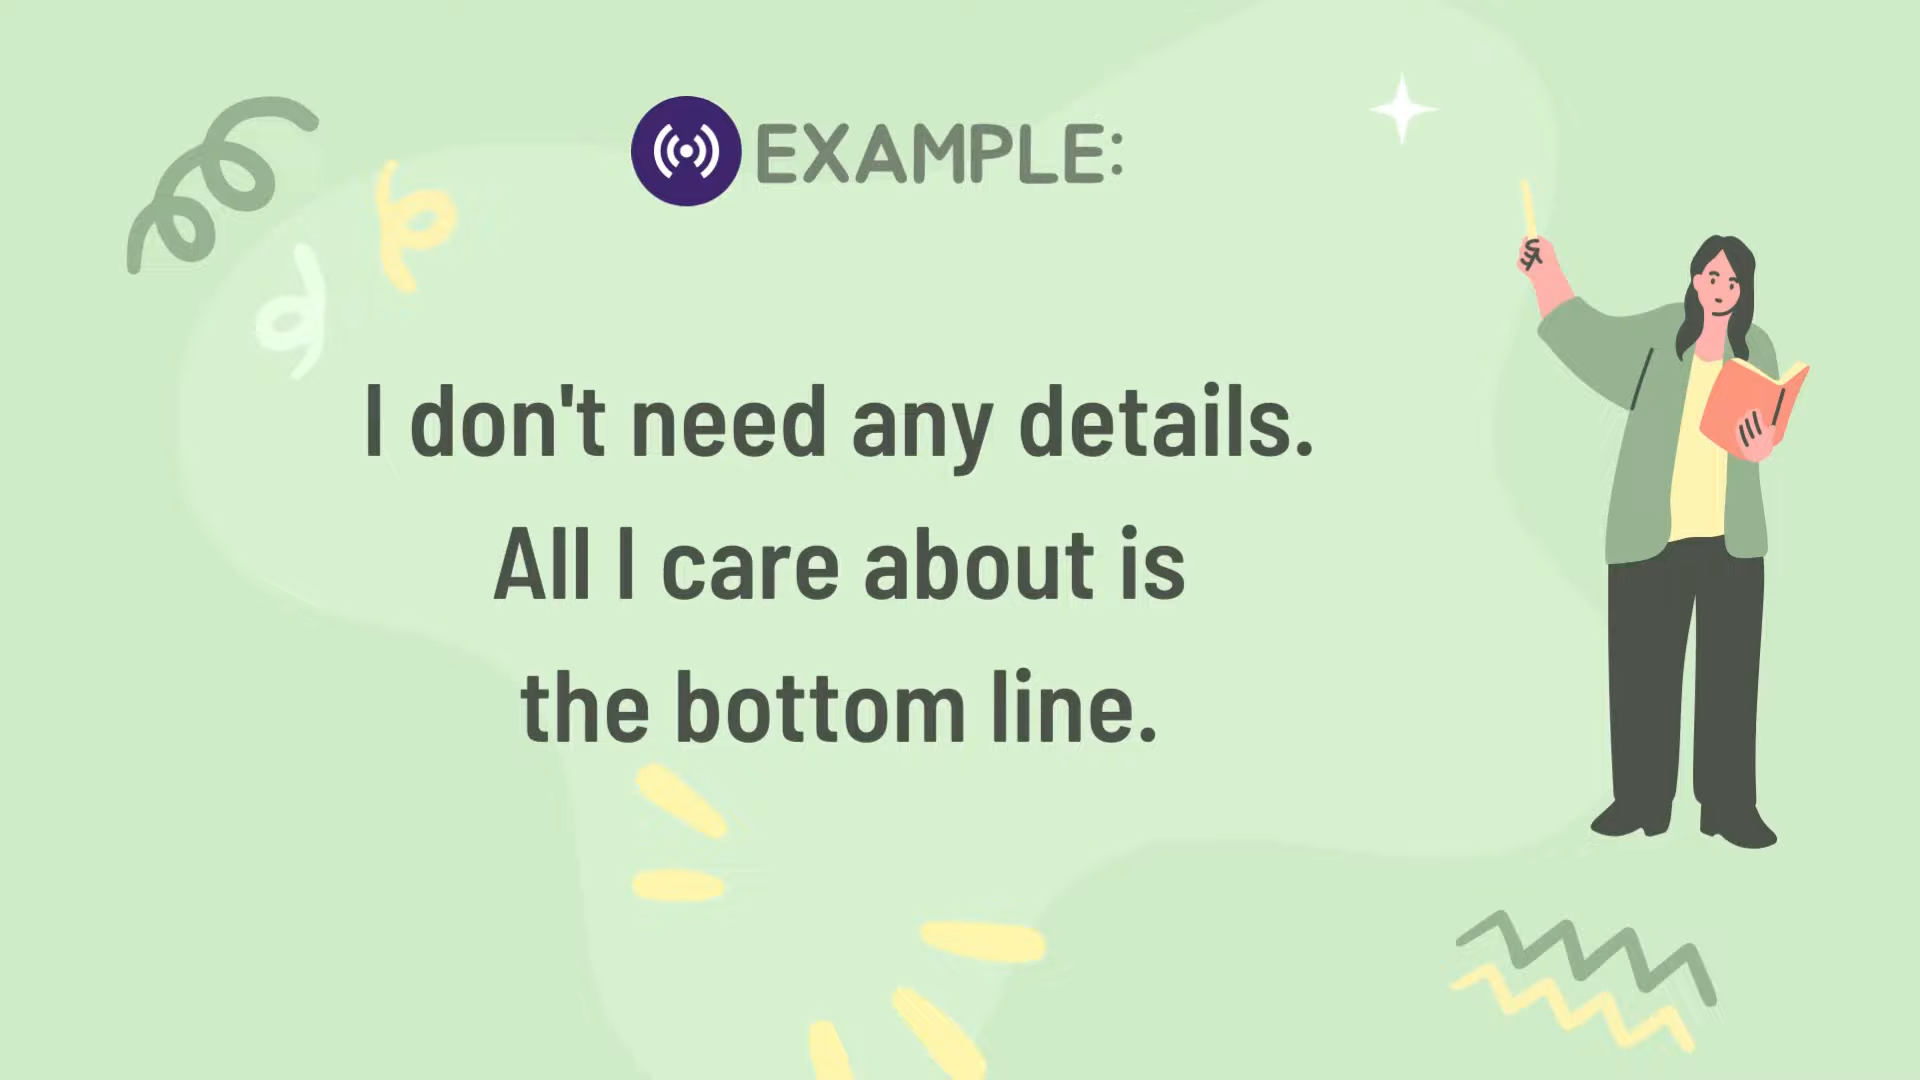 EXAMPLE:
I don't need any details.
All I care about is
the bottom line.